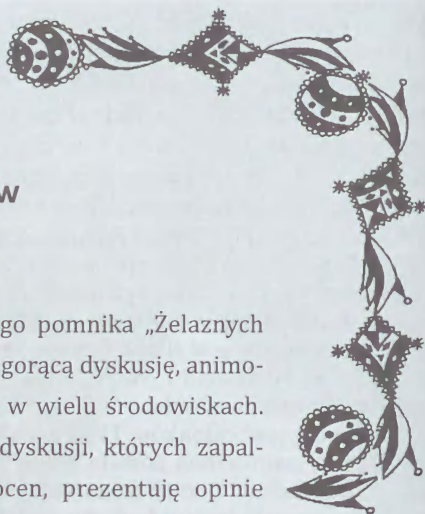 w
go pomnika „Żelaznych
gorącą dyskusję, animo-
w wielu środowiskach.
dyskusji, których zapal-
ocen, prezentuję opinie